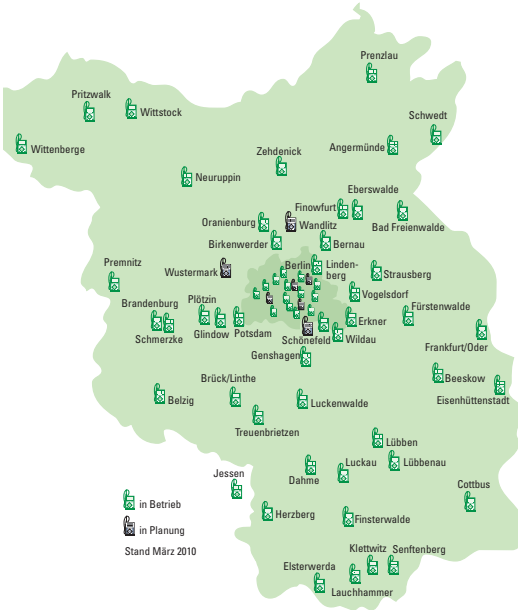 Prenzlau
Pritzwalk
Wittstock
Schwedt
Wittenberge
Zehdenick
Angermünde
Neuruppin
Eberswalde
Finowfurt
Oranienburg
Wandlitz
Bad Freienwalde
Birkenwerder
Bernau
Premnitz
Wustermark
Berlin
Linden-
berg
Strausberg
Vogelsdorf
Brandenburg
Plötzin
Fürstenwalde
Schmerzke
Glindow
Potsdam
Schönefeld
Erkner
Wildau
Frankfurt/Oder
Genshagen
Brück/Linthe
Beeskow
Belzig
Luckenwalde
Eisenhüttenstadt
Treuenbrietzen
Lübben
Jessen
Dahme
Luckau
Lübbenau
Cottbus
in Betrieb
Herzberg
Finsterwalde
in Planung
Stand März 2010
Klettwitz
Senftenberg
Elsterwerda
Lauchhammer